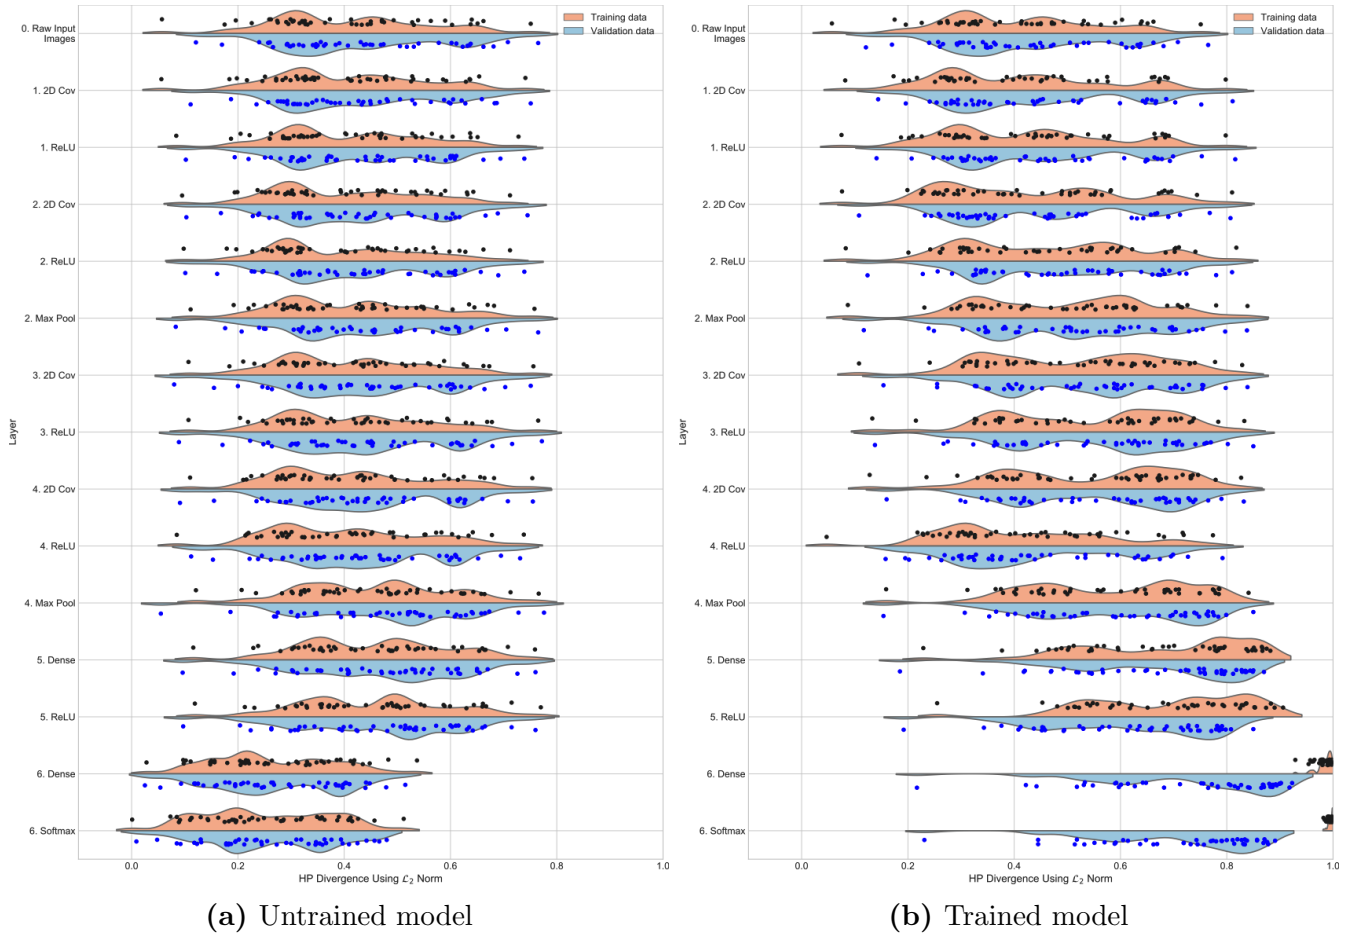 0. Raw Input
Images
1. 2D Cov
1. ReLU
2. 2D Cov
2. ReLU
2. Max Pool
3. 2D Cov
3. ReLU
4. 2D Cov
4. ReLU
4. Max Pool
5. Dense
5. ReLU
6. Dense
6. Softmax
Layer
Training data
Validation data
0.0 0.2 0.4 0.6 0.8 1.0
HP Divergence Using ℒ₂ Norm
(a) Untrained model
0. Raw Input
Images
1. 2D Cov
1. ReLU
2. 2D Cov
2. ReLU
2. Max Pool
3. 2D Cov
3. ReLU
4. 2D Cov
4. ReLU
4. Max Pool
5. Dense
5. ReLU
6. Dense
6. Softmax
Layer
Training data
Validation data
0.0 0.2 0.4 0.6 0.8 1.0
HP Divergence Using ℒ₂ Norm
(b) Trained model